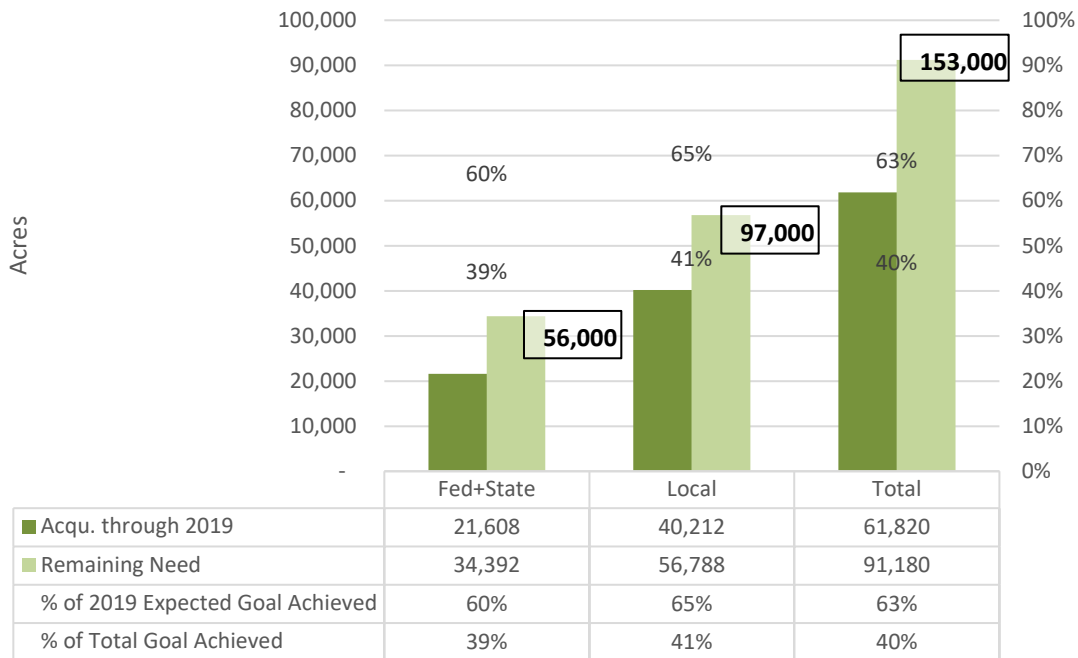 100,000 100%
90,000 153,000 90%
80,000 80%
70,000 65% 63% 70%
60% 
60,000 60%
50,000 97,000 50%
41% 40%
39%
40,000 40%
56,000
30,000 30%
20,000 20%
10,000 10%
- 0%
Acres
Fed+State Local Total
Acqu. through 2019 21,608 40,212 61,820
Remaining Need 34,392 56,788 91,180
% of 2019 Expected Goal Achieved 60% 65% 63%
% of Total Goal Achieved 39% 41% 40%